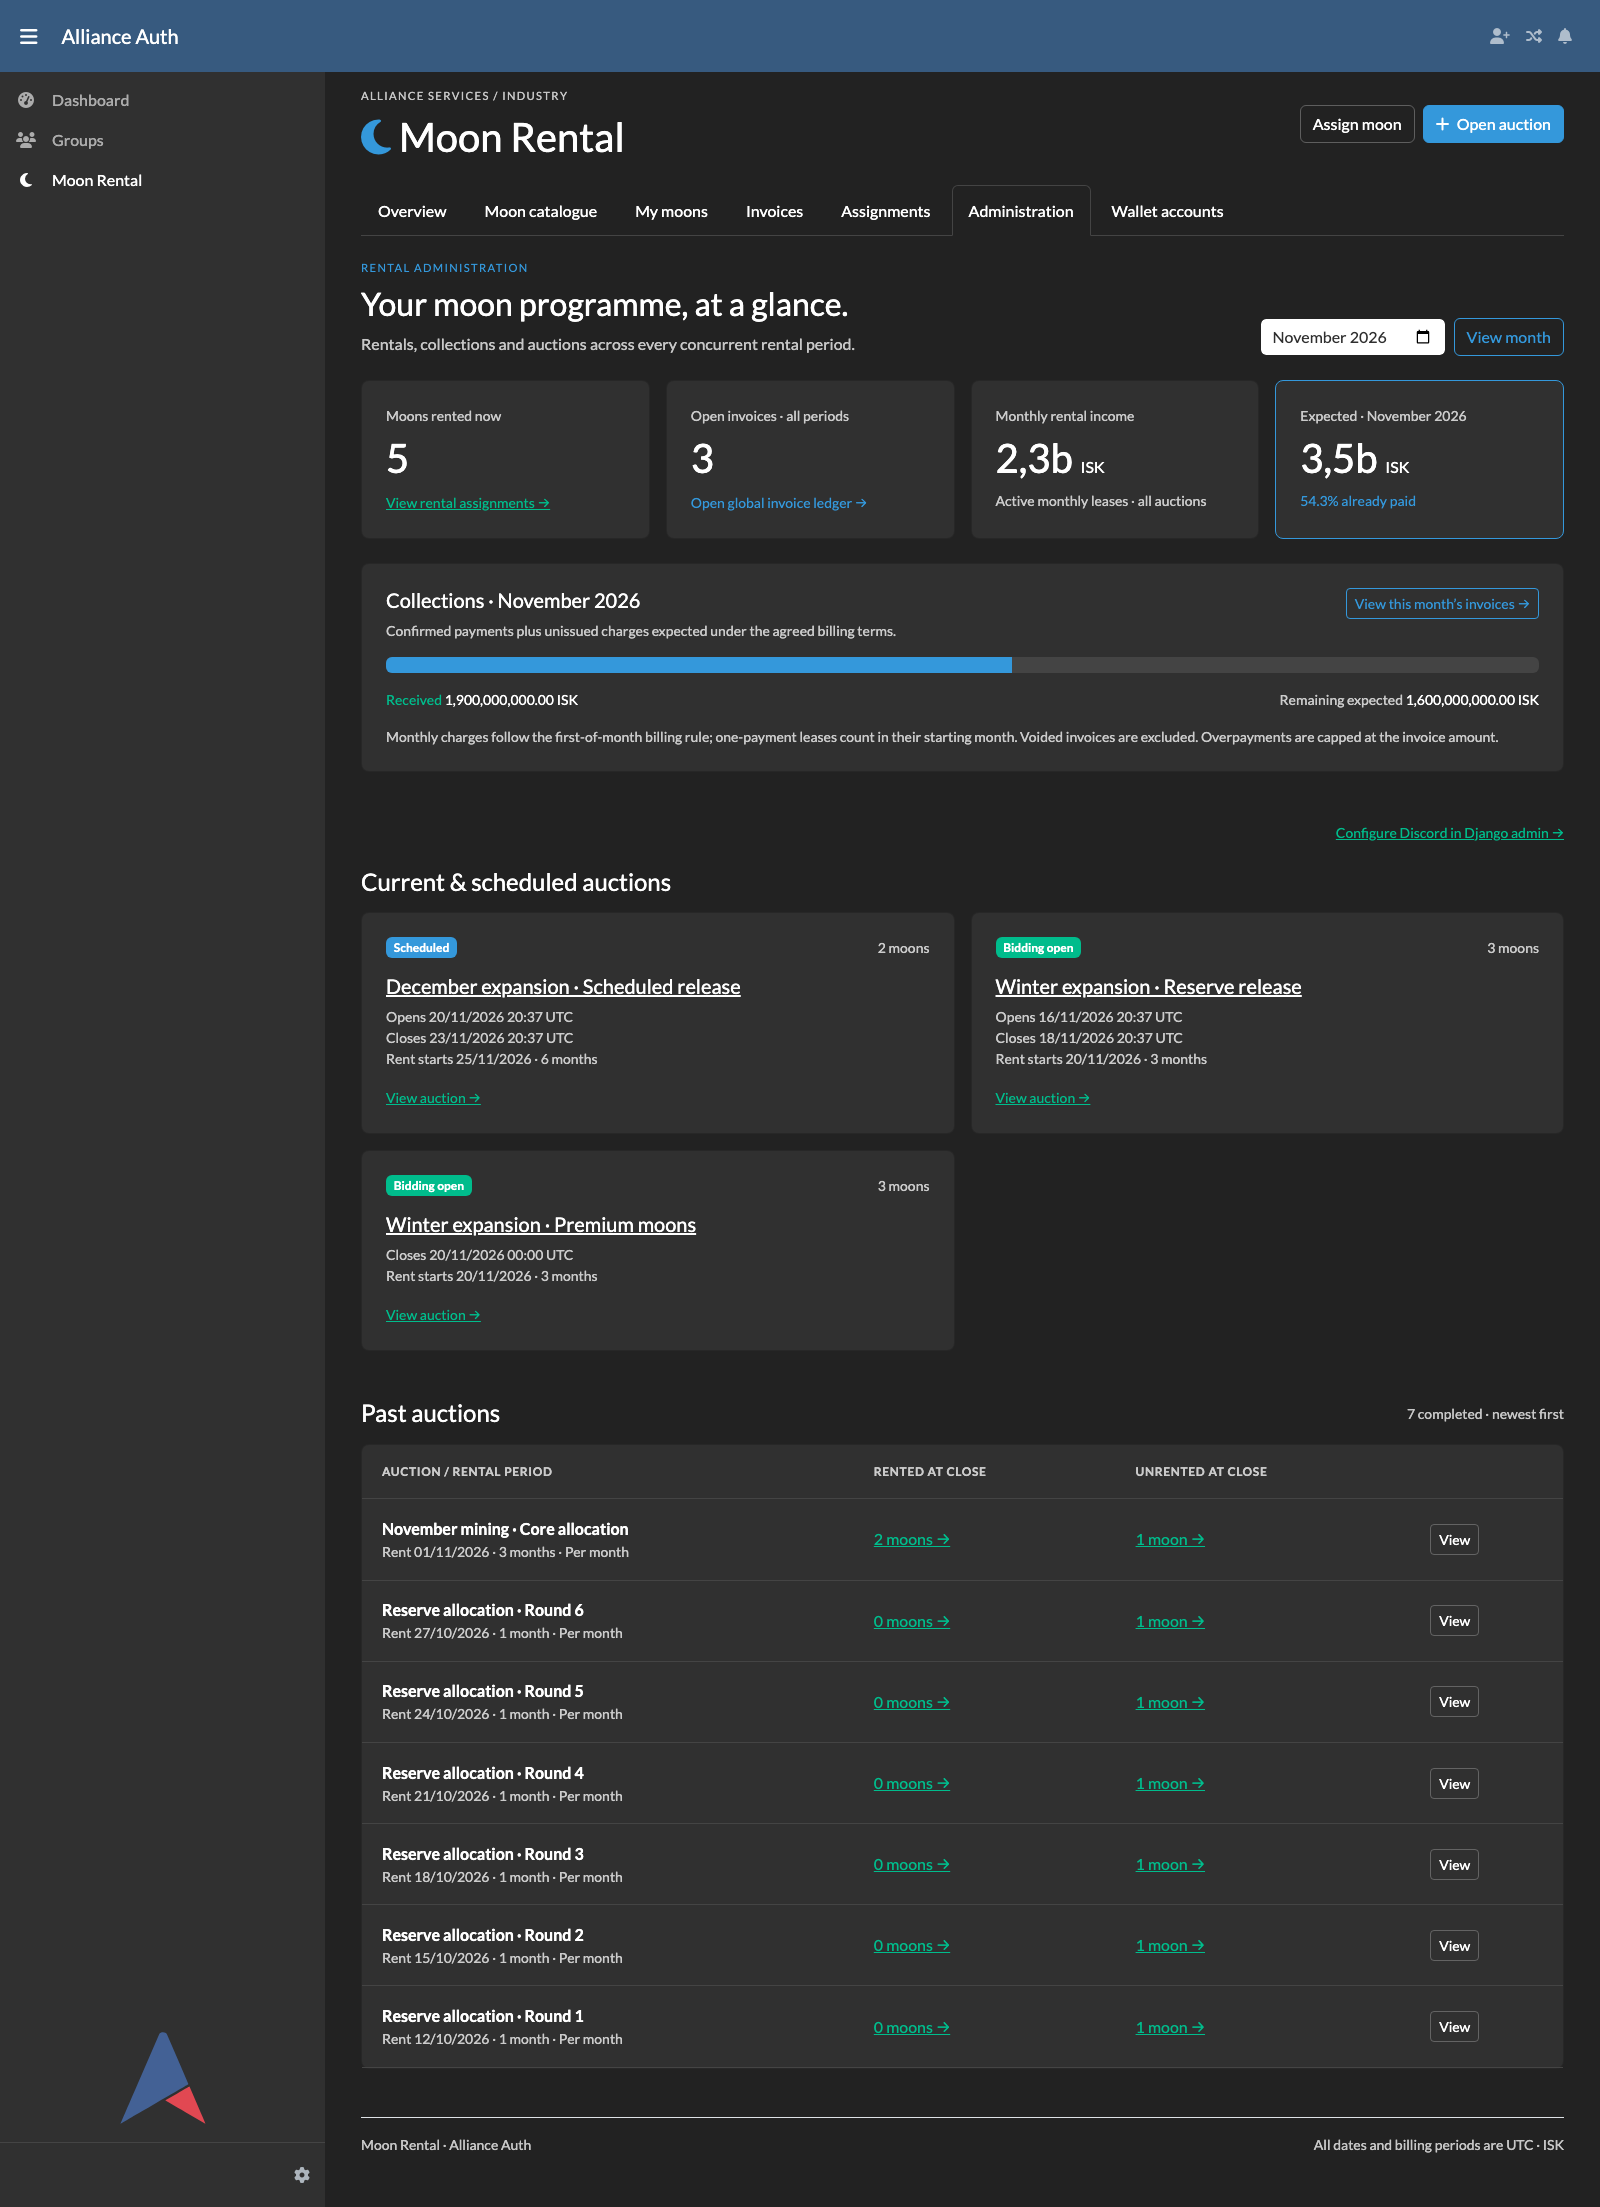 Alliance Auth
Dashboard
Groups
Moon Rental
ALLIANCE SERVICES / INDUSTRY
Moon Rental
Assign moon
Open auction
Overview
Moon catalogue
My moons
Invoices
Assignments
Administration
Wallet accounts
RENTAL ADMINISTRATION
Your moon programme, at a glance.
Rentals, collections and auctions across every concurrent rental period.
November 2026
View month
Moons rented now
5
View rental assignments →
Open invoices · all periods
3
Open global invoice ledger →
Monthly rental income
2,3b ISK
Active monthly leases · all auctions
Expected · November 2026
3,5b ISK
54.3% already paid
Collections · November 2026
View this month's invoices →
Confirmed payments plus unissued charges expected under the agreed billing terms.
Received 1,900,000,000.00 ISK
Remaining expected 1,600,000,000.00 ISK
Monthly charges follow the first-of-month billing rule; one-payment leases count in their starting month. Voided invoices are excluded. Overpayments are capped at the invoice amount.
Configure Discord in Django admin →
Current & scheduled auctions
Scheduled
2 moons
December expansion · Scheduled release
Opens 20/11/2026 20:37 UTC
Closes 23/11/2026 20:37 UTC
Rent starts 25/11/2026 · 6 months
View auction →
Bidding open
3 moons
Winter expansion · Reserve release
Opens 16/11/2026 20:37 UTC
Closes 18/11/2026 20:37 UTC
Rent starts 20/11/2026 · 3 months
View auction →
Bidding open
3 moons
Winter expansion · Premium moons
Closes 20/11/2026 00:00 UTC
Rent starts 20/11/2026 · 3 months
View auction →
Past auctions
7 completed · newest first
AUCTION / RENTAL PERIOD
RENTED AT CLOSE
UNRENTED AT CLOSE
November mining · Core allocation
Rent 01/11/2026 · 3 months · Per month
2 moons →
1 moon →
View
Reserve allocation · Round 6
Rent 27/10/2026 · 1 month · Per month
0 moons →
1 moon →
View
Reserve allocation · Round 5
Rent 24/10/2026 · 1 month · Per month
0 moons →
1 moon →
View
Reserve allocation · Round 4
Rent 21/10/2026 · 1 month · Per month
0 moons →
1 moon →
View
Reserve allocation · Round 3
Rent 18/10/2026 · 1 month · Per month
0 moons →
1 moon →
View
Reserve allocation · Round 2
Rent 15/10/2026 · 1 month · Per month
0 moons →
1 moon →
View
Reserve allocation · Round 1
Rent 12/10/2026 · 1 month · Per month
0 moons →
1 moon →
View
Moon Rental · Alliance Auth
All dates and billing periods are UTC · ISK